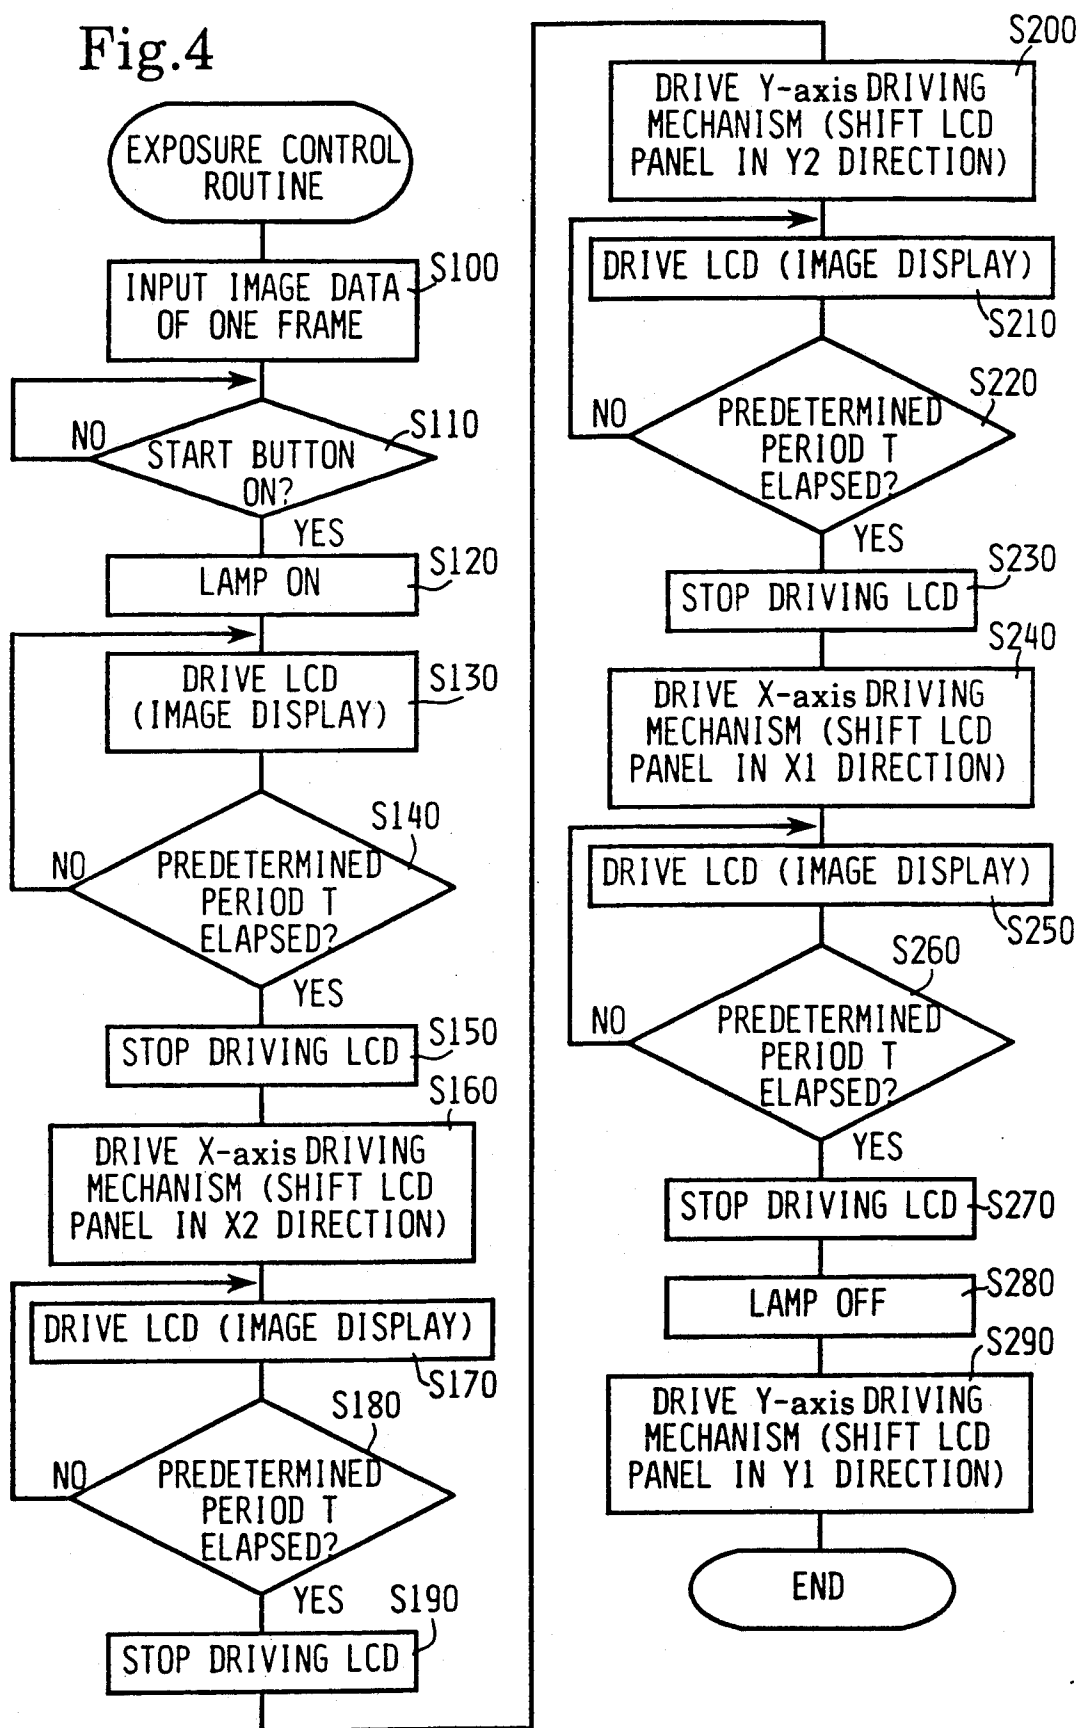 Fig.4
EXPOSURE CONTROL
ROUTINE
S100
INPUT IMAGE DATA
OF ONE FRAME
S110
NO
START BUTTON
ON?
YES
S120
LAMP ON
S130
DRIVE LCD
(IMAGE DISPLAY)
S140
NO
PREDETERMINED
PERIOD T
ELAPSED?
YES
S150
STOP DRIVING LCD
S160
DRIVE X-axis DRIVING
MECHANISM (SHIFT LCD
PANEL IN X2 DIRECTION)
DRIVE LCD (IMAGE DISPLAY)
S170
S180
NO
PREDETERMINED
PERIOD T
ELAPSED?
YES
S190
STOP DRIVING LCD
S200
DRIVE Y-axis DRIVING
MECHANISM (SHIFT LCD
PANEL IN Y2 DIRECTION)
DRIVE LCD (IMAGE DISPLAY)
S210
S220
NO
PREDETERMINED
PERIOD T
ELAPSED?
YES
S230
STOP DRIVING LCD
S240
DRIVE X-axis DRIVING
MECHANISM (SHIFT LCD
PANEL IN X1 DIRECTION)
DRIVE LCD (IMAGE DISPLAY)
S250
S260
NO
PREDETERMINED
PERIOD T
ELAPSED?
YES
STOP DRIVING LCD
S270
S280
LAMP OFF
S290
DRIVE Y-axis DRIVING
MECHANISM (SHIFT LCD
PANEL IN Y1 DIRECTION)
END